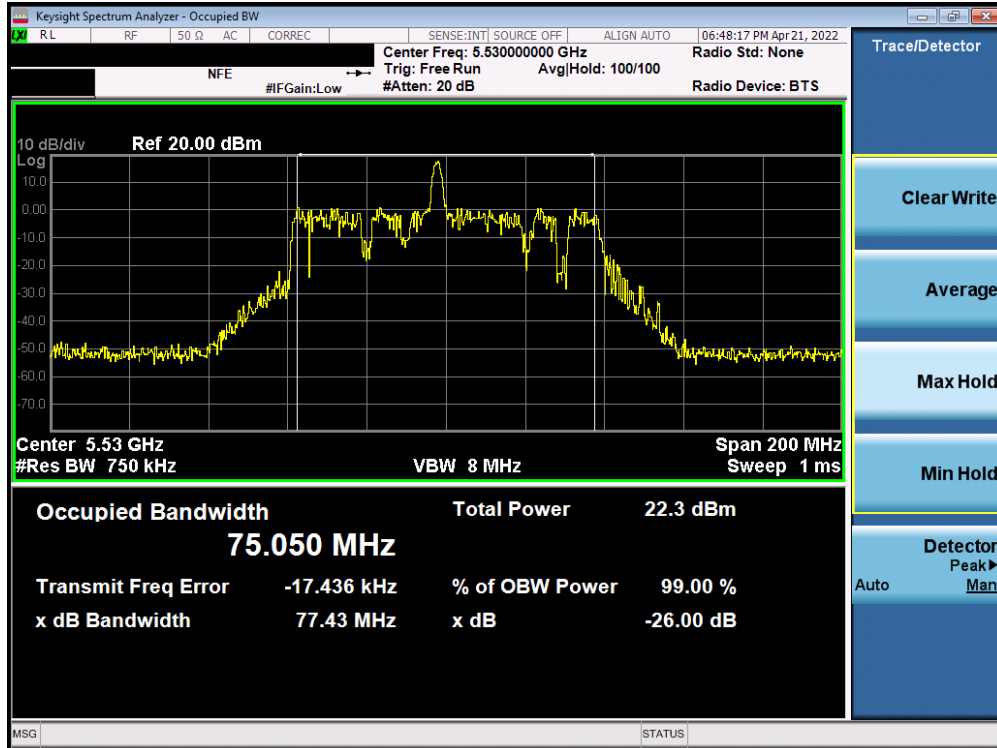 Keysight Spectrum Analyzer - Occupied BW
LXI RL RF 50 Ω AC CORREC SENSE:INT SOURCE OFF ALIGN AUTO 06:48:17 PM Apr 21, 2022
Center Freq: 5.530000000 GHz Radio Std: None
NFE Trig: Free Run Avg|Hold: 100/100
#IFGain:Low #Atten: 20 dB Radio Device: BTS
Trace/Detector
10 dB/div Ref 20.00 dBm
Log
10.0
0.00
-10.0
-20.0
-30.0
-40.0
-50.0
-60.0
-70.0
Center 5.53 GHz Span 200 MHz
#Res BW 750 kHz VBW 8 MHz Sweep 1 ms
Occupied Bandwidth Total Power 22.3 dBm
75.050 MHz
Transmit Freq Error -17.436 kHz % of OBW Power 99.00 %
x dB Bandwidth 77.43 MHz x dB -26.00 dB
Clear Write
Average
Max Hold
Min Hold
Detector
Peak▶
Auto Man
MSG STATUS